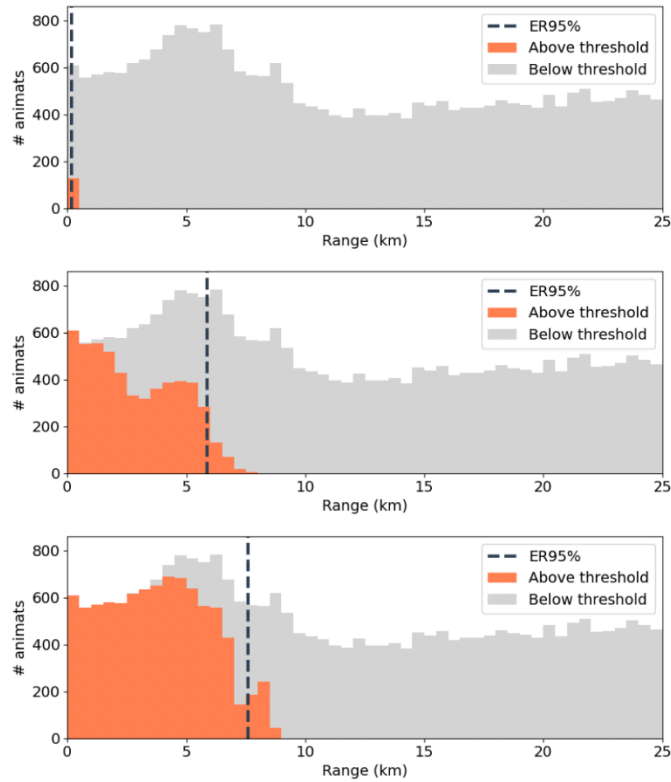 800
600
400
200
0
# animats
ER95%
Above threshold
Below threshold
0 5 10 15 20 25
Range (km)
800
600
400
200
0
# animats
ER95%
Above threshold
Below threshold
0 5 10 15 20 25
Range (km)
800
600
400
200
0
# animats
ER95%
Above threshold
Below threshold
0 5 10 15 20 25
Range (km)